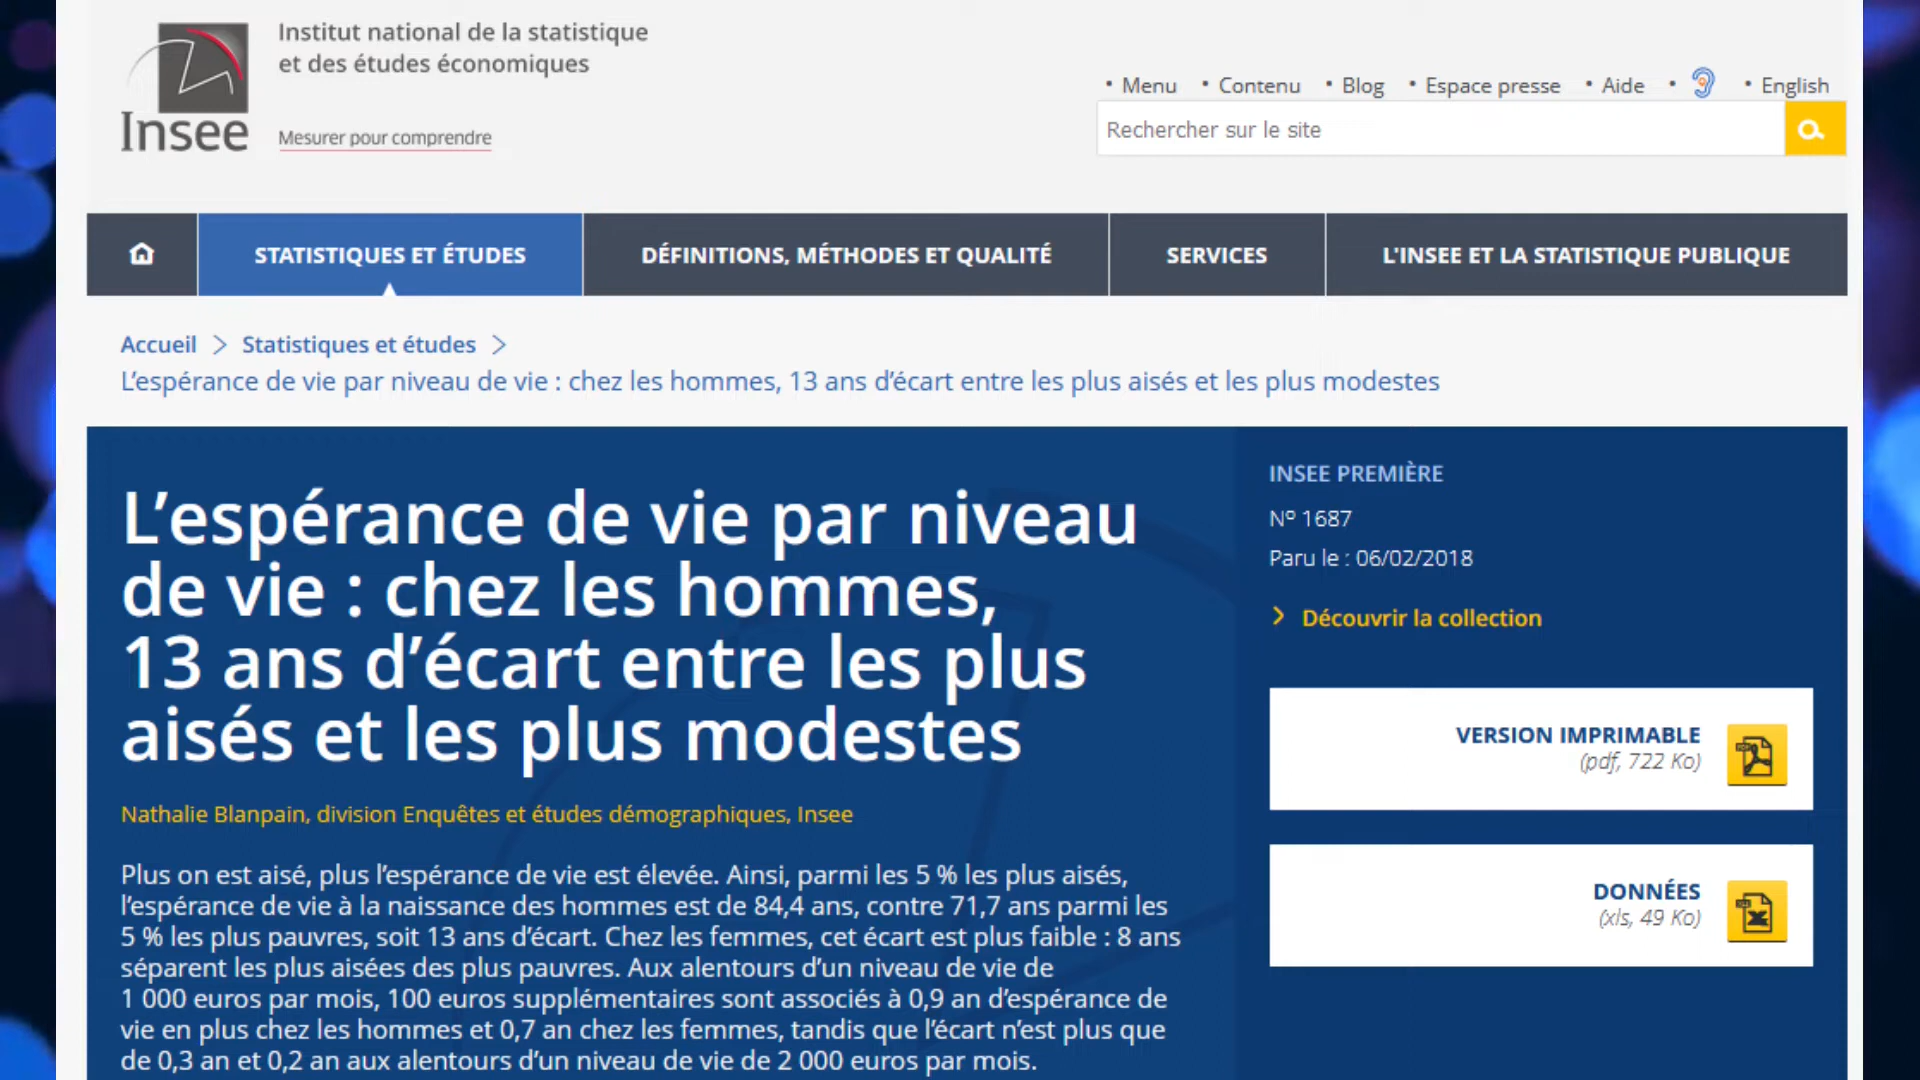 Institut national de la statistique
et des études économiques
Insee
Mesurer pour comprendre
• Menu • Contenu • Blog • Espace presse • Aide • • English
Rechercher sur le site
STATISTIQUES ET ÉTUDES
DÉFINITIONS, MÉTHODES ET QUALITÉ
SERVICES
L'INSEE ET LA STATISTIQUE PUBLIQUE
Accueil > Statistiques et études >
L’espérance de vie par niveau de vie : chez les hommes, 13 ans d’écart entre les plus aisés et les plus modestes
L’espérance de vie par niveau
de vie : chez les hommes,
13 ans d’écart entre les plus
aisés et les plus modestes
Nathalie Blanpain, division Enquêtes et études démographiques, Insee
Plus on est aisé, plus l’espérance de vie est élevée. Ainsi, parmi les 5 % les plus aisés,
l’espérance de vie à la naissance des hommes est de 84,4 ans, contre 71,7 ans parmi les
5 % les plus pauvres, soit 13 ans d’écart. Chez les femmes, cet écart est plus faible : 8 ans
séparent les plus aisées des plus pauvres. Aux alentours d’un niveau de vie de
1 000 euros par mois, 100 euros supplémentaires sont associés à 0,9 an d’espérance de
vie en plus chez les hommes et 0,7 an chez les femmes, tandis que l’écart n’est plus que
de 0,3 an et 0,2 an aux alentours d’un niveau de vie de 2 000 euros par mois.
INSEE PREMIÈRE
Nº 1687
Paru le : 06/02/2018
> Découvrir la collection
VERSION IMPRIMABLE
(pdf, 722 Ko)
DONNÉES
(xls, 49 Ko)